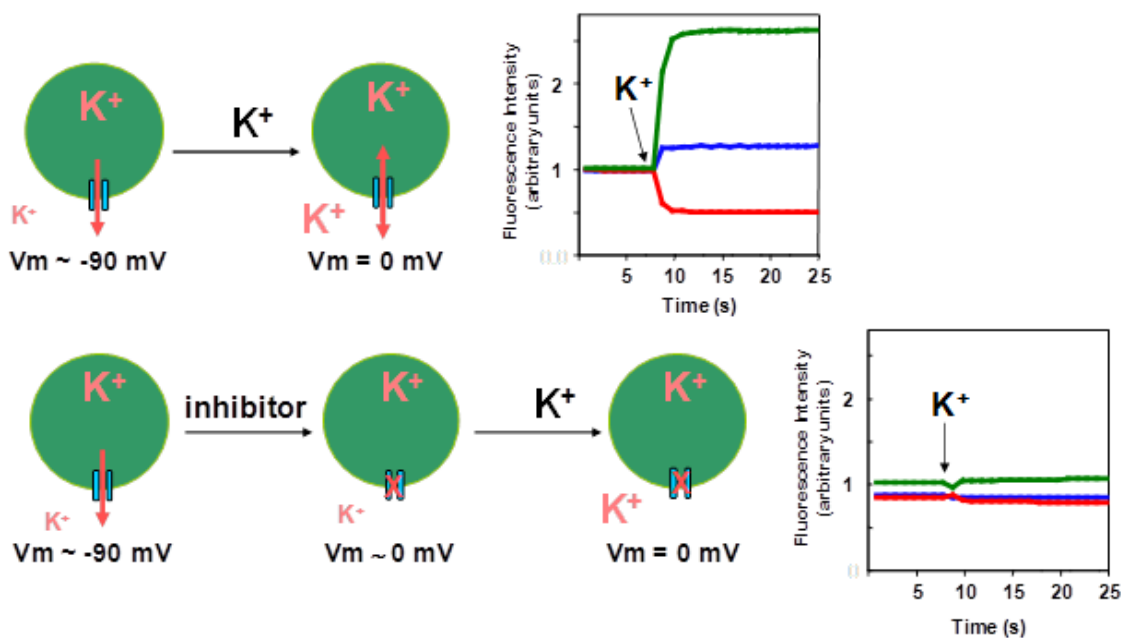 K⁺
K⁺
K⁺
K⁺
K⁺
Vm ~ -90 mV
Vm = 0 mV
Fluorescence Intensity
(arbitrary units)
2
1
0.0
K⁺
5 10 15 20 25
Time (s)
K⁺
inhibitor
K⁺
K⁺
K⁺
K⁺
K⁺
K⁺
Vm ~ -90 mV
Vm ~ 0 mV
Vm = 0 mV
Fluorescence Intensity
(arbitrary units)
2
1
0
K⁺
5 10 15 20 25
Time (s)